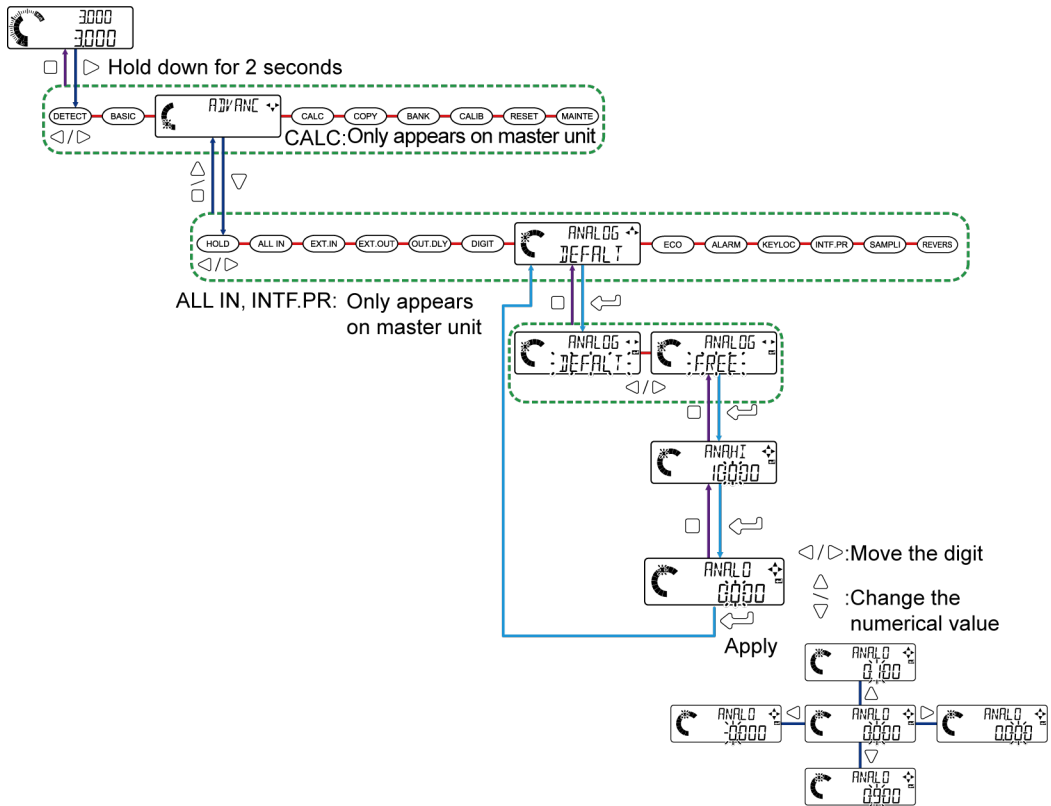 3.000
3.000
Hold down for 2 seconds
DETECT BASIC ADVANC CALC COPY BANK CALIB RESET MAINTE
/ CALC:Only appears on master unit
HOLD ALL IN EXT.IN EXT.OUT OUT.DLY DIGIT ANALOG DEFALT ECO ALARM KEYLOC INTF.PR SAMPLI REVERS
/
ALL IN, INTF.PR: Only appears
on master unit
ANALOG ANALOG
DEFALT FREE
/
ANAHI
10.000
ANALO
0.000
/ :Move the digit
/ :Change the
numerical value
Apply
ANALO
0.100
ANALO ANALO ANALO
-0.000 0.000 0.000
ANALO
0.900